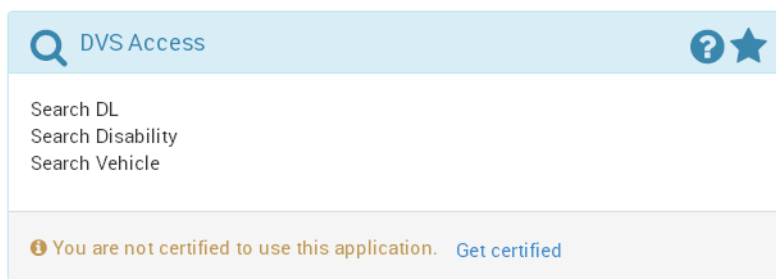 DVS Access
Search DL
Search Disability
Search Vehicle
You are not certified to use this application. Get certified